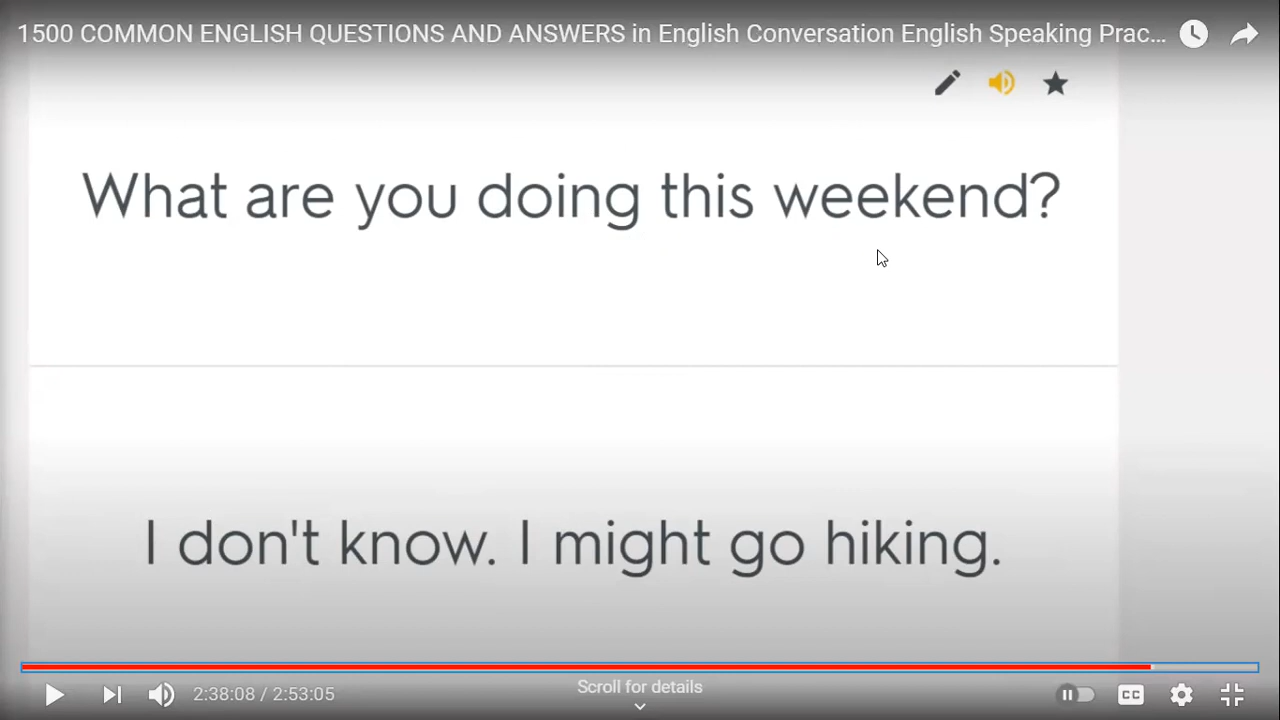 1500 COMMON ENGLISH QUESTIONS AND ANSWERS in English Conversation English Speaking Prac...
What are you doing this weekend?
I don't know. I might go hiking.
Scroll for details
2:38:08 / 2:53:05
CC